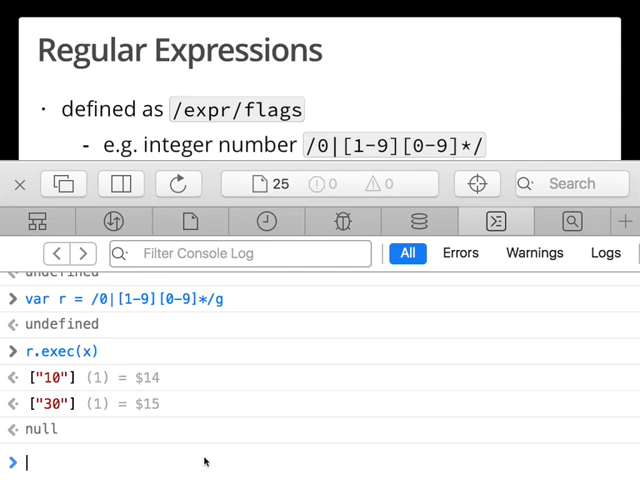 Regular Expressions
· defined as /expr/flags
- e.g. integer number /0|[1-9][0-9]*/
25 0 0 Search
Filter Console Log All Errors Warnings Logs
undefined
> var r = /0|[1-9][0-9]*/g
undefined
> r.exec(x)
["10"] (1) = $14
["30"] (1) = $15
null
>